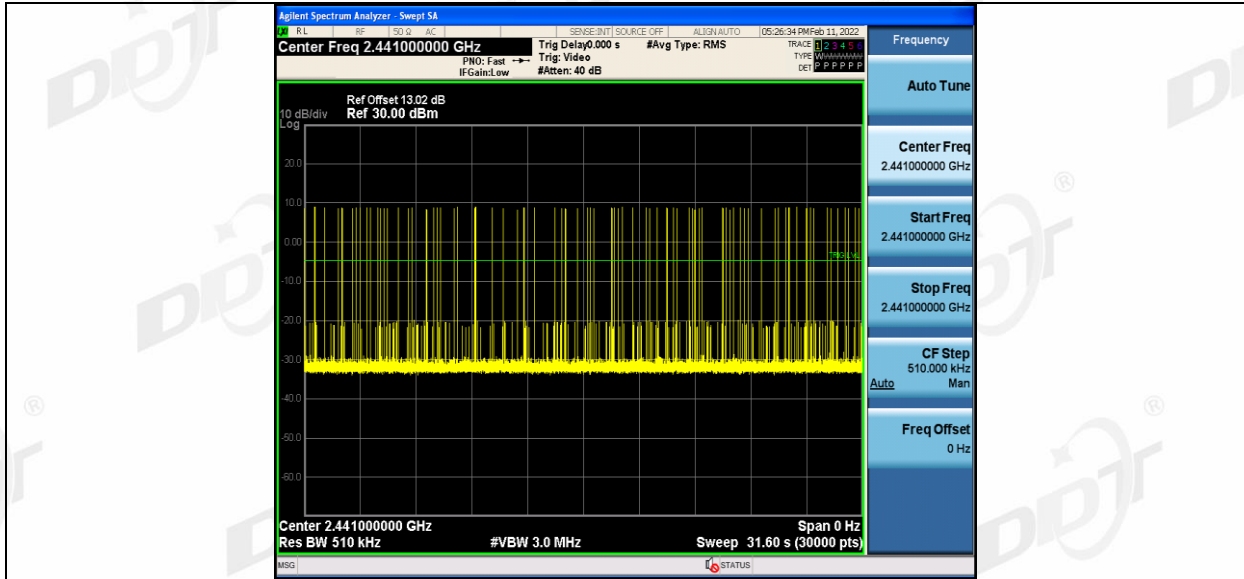 Agilent Spectrum Analyzer - Swept SA
RL RF 50 Ω AC SENSE:INT SOURCE OFF ALIGN AUTO 05:26:34 PM Feb 11, 2022
Center Freq 2.441000000 GHz
PNO: Fast
IFGain:Low
Trig Delay0.000 s
Trig: Video
#Atten: 40 dB
#Avg Type: RMS
TRACE 1 2 3 4 5 6
TYPE
DET P P P P P P
Ref Offset 13.02 dB
10 dB/div Ref 30.00 dBm
Log
20.0
10.0
0.00
TRIG LVL
-10.0
-20.0
-30.0
-40.0
-50.0
-60.0
Center 2.441000000 GHz Span 0 Hz
Res BW 510 kHz #VBW 3.0 MHz Sweep 31.60 s (30000 pts)
MSG STATUS
Frequency
Auto Tune
Center Freq
2.441000000 GHz
Start Freq
2.441000000 GHz
Stop Freq
2.441000000 GHz
CF Step
510.000 kHz
Auto Man
Freq Offset
0 Hz
DDT
®